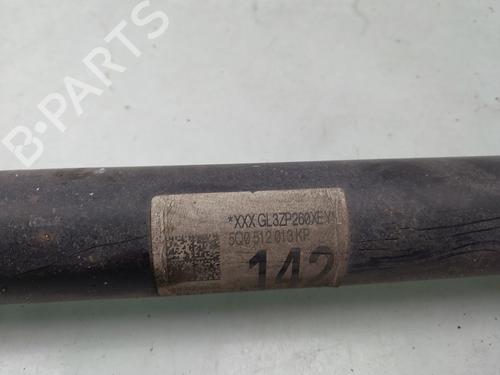 B-PARTS
*XXX GL3ZP260XEY*
5Q0 512 013 KP
142